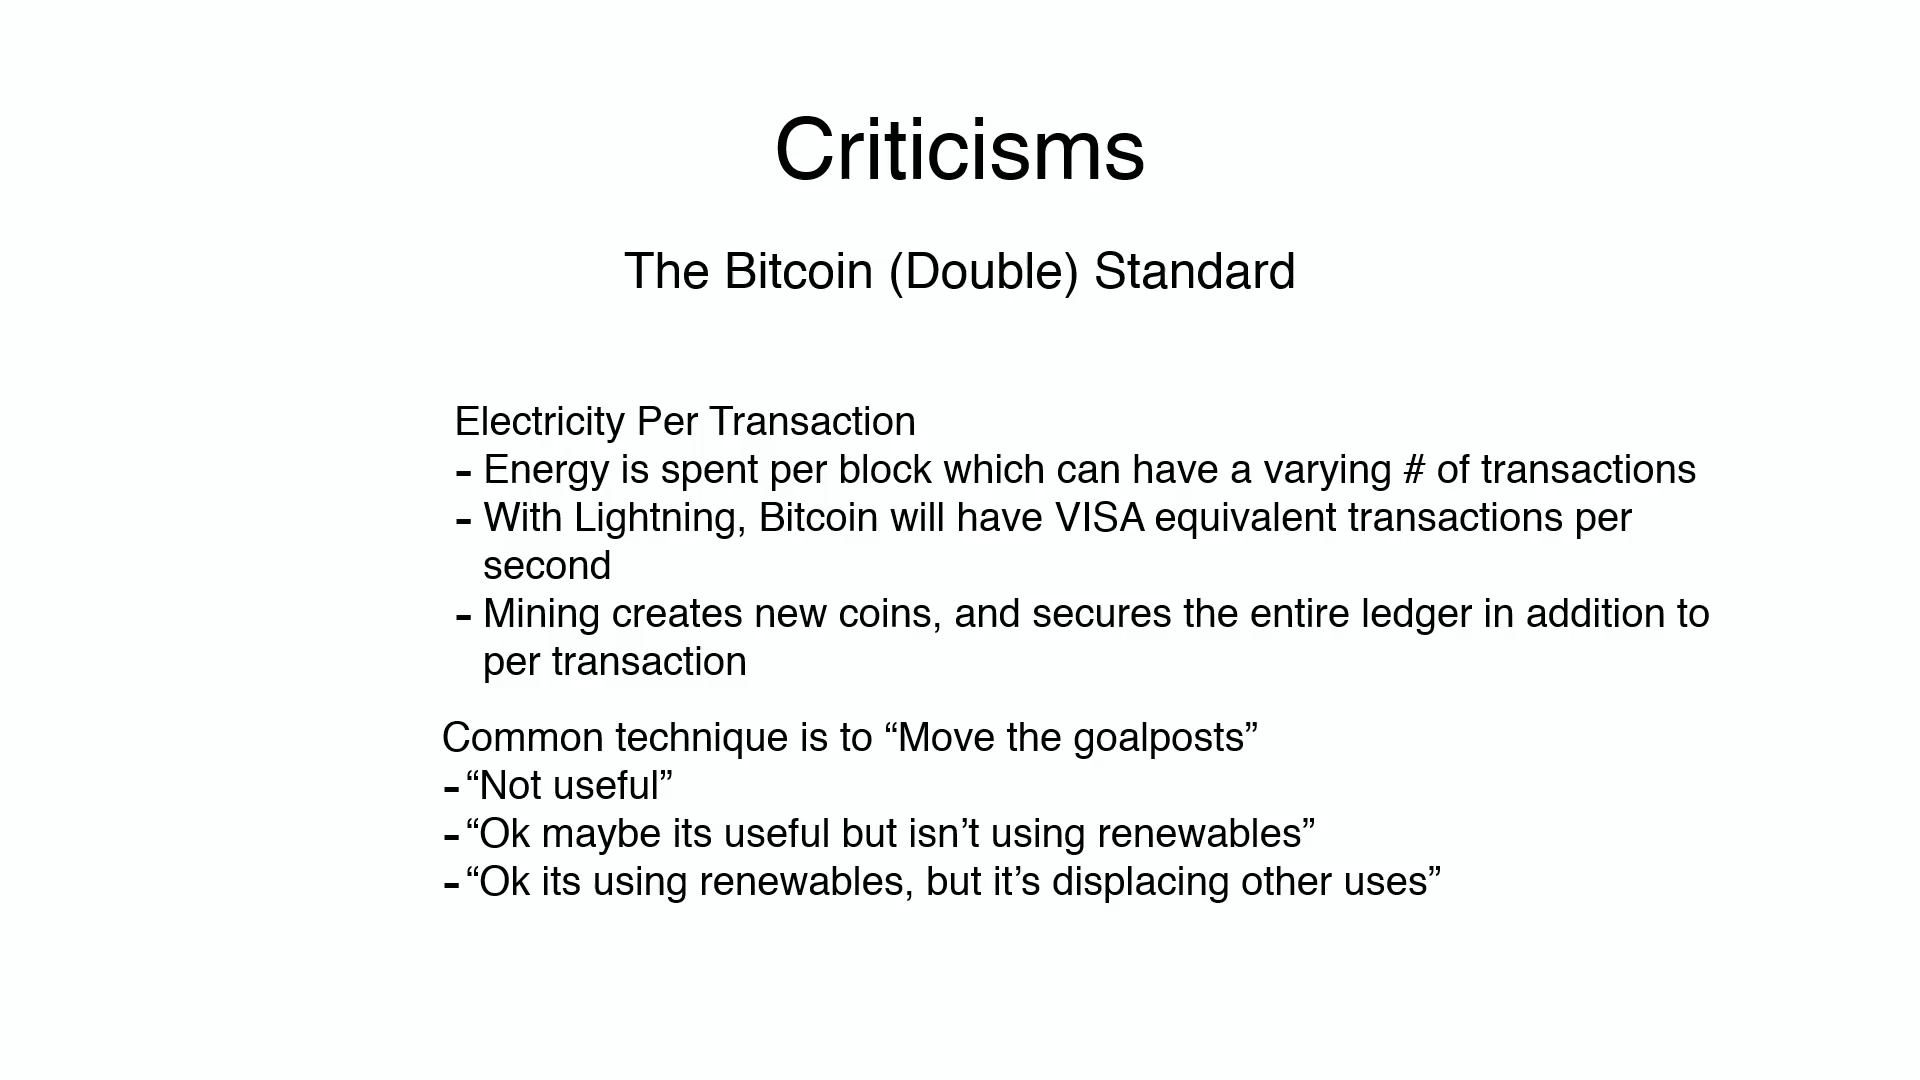 Criticisms
The Bitcoin (Double) Standard
Electricity Per Transaction
- Energy is spent per block which can have a varying # of transactions
- With Lightning, Bitcoin will have VISA equivalent transactions per
second
- Mining creates new coins, and secures the entire ledger in addition to
per transaction
Common technique is to “Move the goalposts”
- “Not useful”
- “Ok maybe its useful but isn’t using renewables”
- “Ok its using renewables, but it’s displacing other uses”